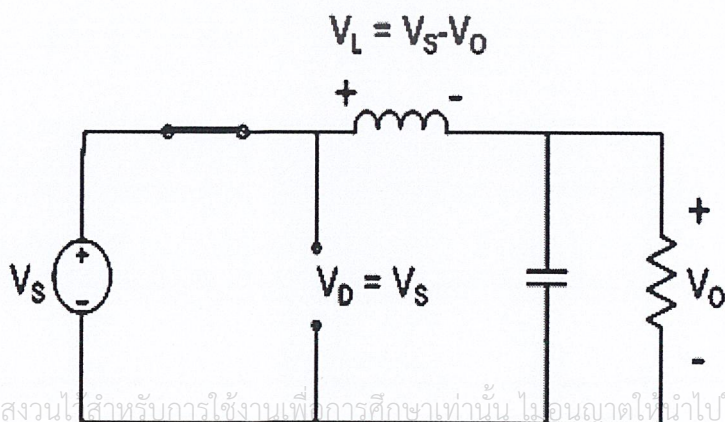 V_L = V_S-V_O
+ -
+
V_S + -
V_D = V_S
V_O
-
สงวนไว้สำหรับการใช้งานเพื่อการศึกษาเท่านั้น ไม่อนุญาตให้นำไป